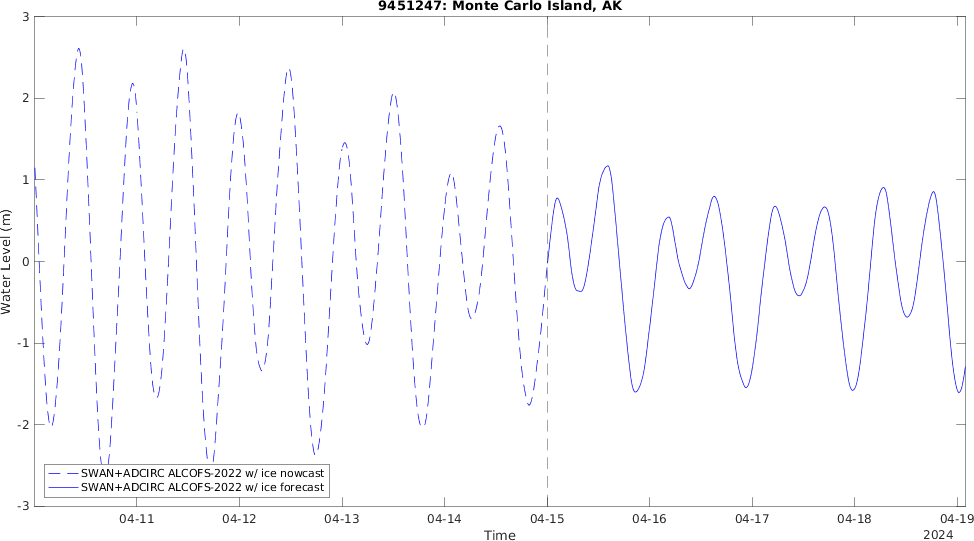 9451247: Monte Carlo Island, AK
Water Level (m)
3
2
1
0
-1
-2
-3
SWAN+ADCIRC ALCOFS-2022 w/ ice nowcast
SWAN+ADCIRC ALCOFS-2022 w/ ice forecast
04-11 04-12 04-13 04-14 04-15 04-16 04-17 04-18 04-19
Time
2024